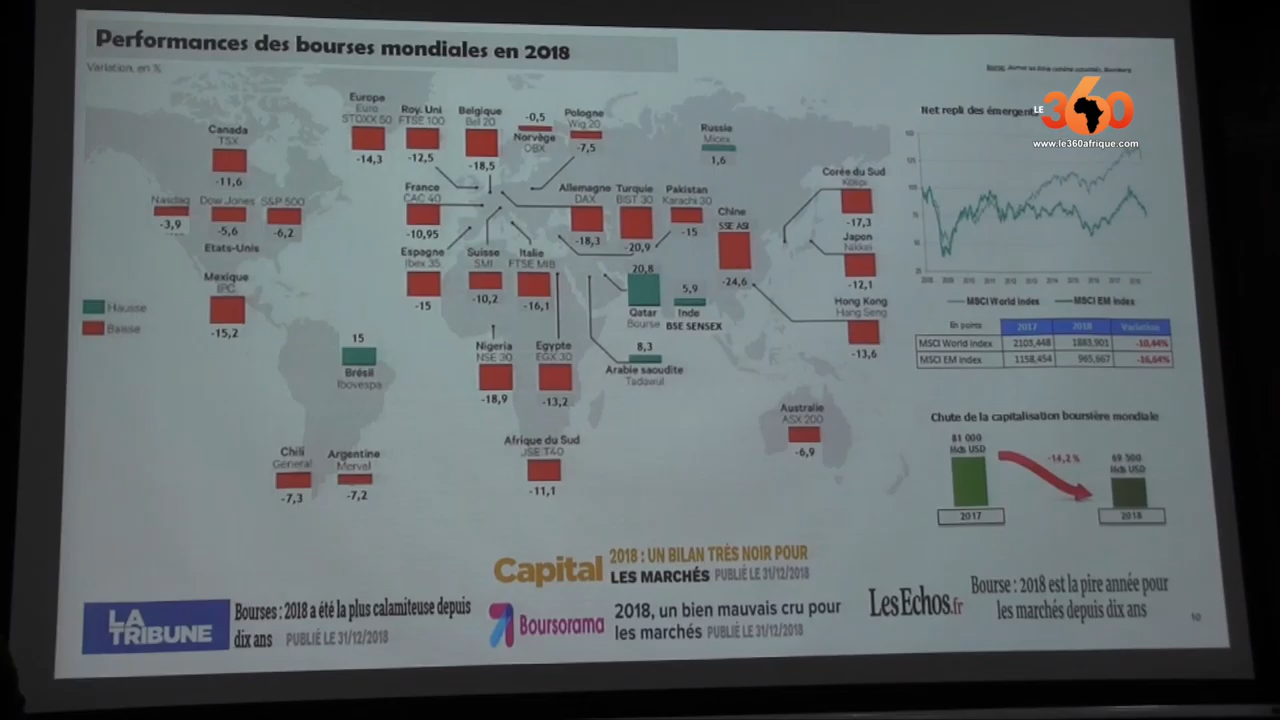 Performances des bourses mondiales en 2018
Variation, en %
LE
360
www.le360afrique.com
Canada
TSX
-11,6
Nasdaq
-3,9
Dow Jones
-5,6
S&P 500
-6,2
Etats-Unis
Mexique
IPC
-15,2
Hausse
Baisse
15
Brésil
Ibovespa
Chili
General
-7,3
Argentine
Mervel
-7,2
Europe
Euro
STOXX 50
-14,3
Roy. Uni
FTSE 100
-12,5
Belgique
Bel 20
-18,5
-0,5
Norvège
OBX
Pologne
Wig 20
-7,5
Russie
Micex
1,6
France
CAC 40
-10,95
Allemagne
DAX
-18,3
Turquie
BIST 30
-20,9
Pakistan
Karachi 30
-15
Chine
SSE ASI
-24,6
Corée du Sud
Kospi
-17,3
Japon
Nikkei
-12,1
Hong Kong
Hang Seng
-13,6
Espagne
Ibex 35
-15
Suisse
SMI
-10,2
Italie
FTSE MIB
-16,1
20,8
Qatar
Bourse
5,9
Inde
BSE SENSEX
8,3
Arabie saoudite
Tadawul
Nigeria
NSE 30
-18,9
Egypte
EGX 30
-13,2
Afrique du Sud
JSE T40
-11,1
Australie
ASX 200
-6,9
Net repli des émergent
MSCI World Index
MSCI EM Index
En points 2017 2018 Variation
MSCI World Index 2103,448 1883,901 -10,44%
MSCI EM Index 1158,454 965,667 -16,64%
Chute de la capitalisation boursière mondiale
81 000
Mds USD
-14,2 %
69 500
Mds USD
2017
2018
Capital
2018 : UN BILAN TRÈS NOIR POUR
LES MARCHÉS PUBLIÉ LE 31/12/2018
LA
TRIBUNE
Bourses : 2018 a été la plus calamiteuse depuis
dix ans PUBLIÉ LE 31/12/2018
Boursorama
2018, un bien mauvais cru pour
les marchés PUBLIÉ LE 31/12/2018
LesEchos.fr
Bourse : 2018 est la pire année pour
les marchés depuis dix ans
10